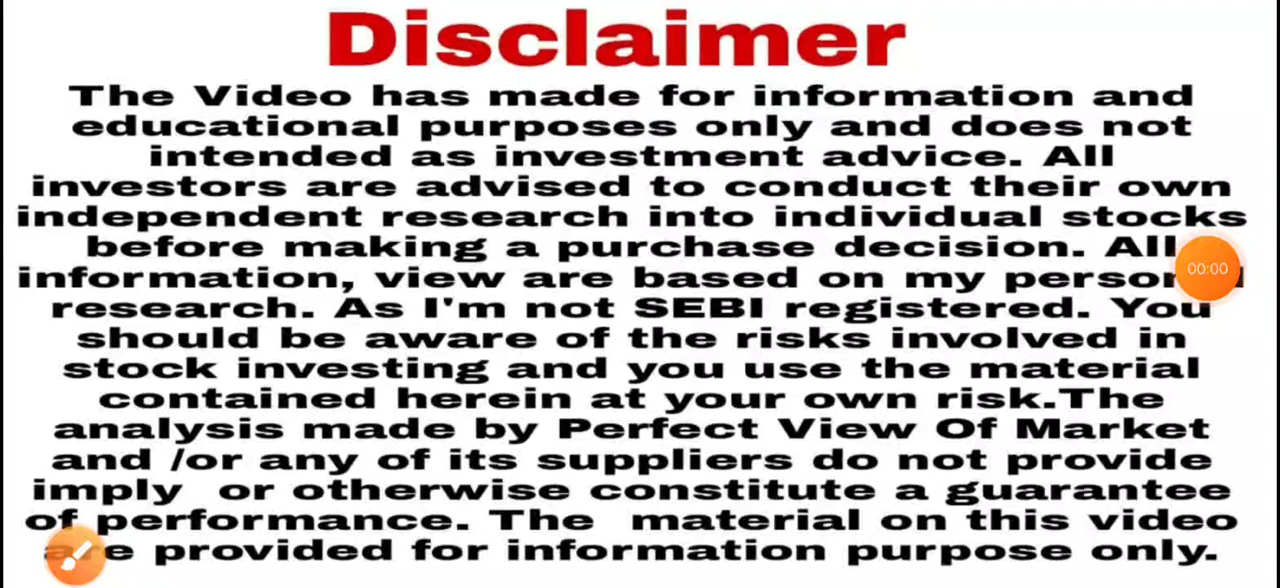 Disclaimer
The Video has made for information and
educational purposes only and does not
intended as investment advice. All
investors are advised to conduct their own
independent research into individual stocks
before making a purchase decision. All
information, view are based on my personal
research. As I'm not SEBI registered. You
should be aware of the risks involved in
stock investing and you use the material
contained herein at your own risk.The
analysis made by Perfect View Of Market
and /or any of its suppliers do not provide
imply or otherwise constitute a guarantee
of performance. The material on this video
are provided for information purpose only.
00:00